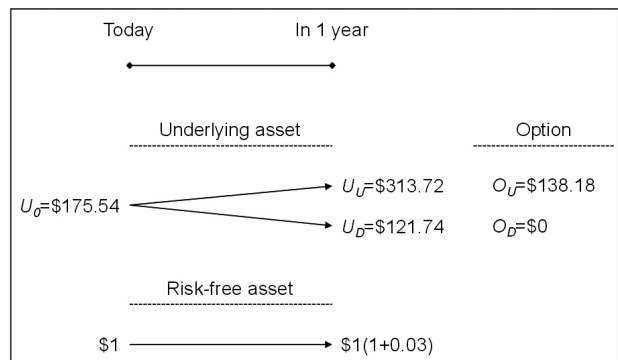 Today In 1 year
Underlying asset Option
U0=$175.54
UU=$313.72 OU=$138.18
UD=$121.74 OD=$0
Risk-free asset
$1 $1(1+0.03)